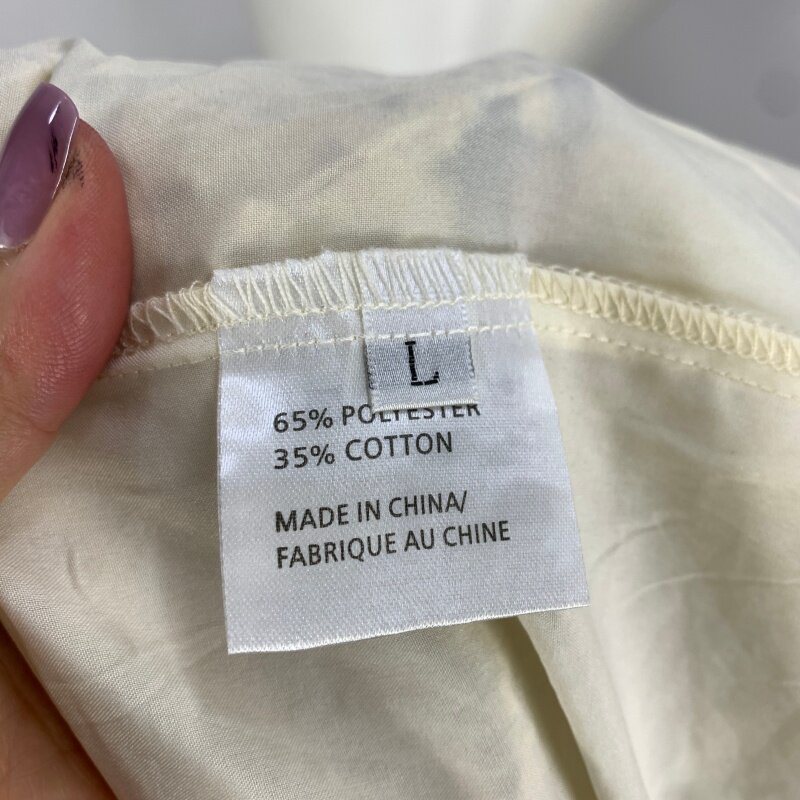 L
65% POLYESTER
35% COTTON
MADE IN CHINA/
FABRIQUE AU CHINE